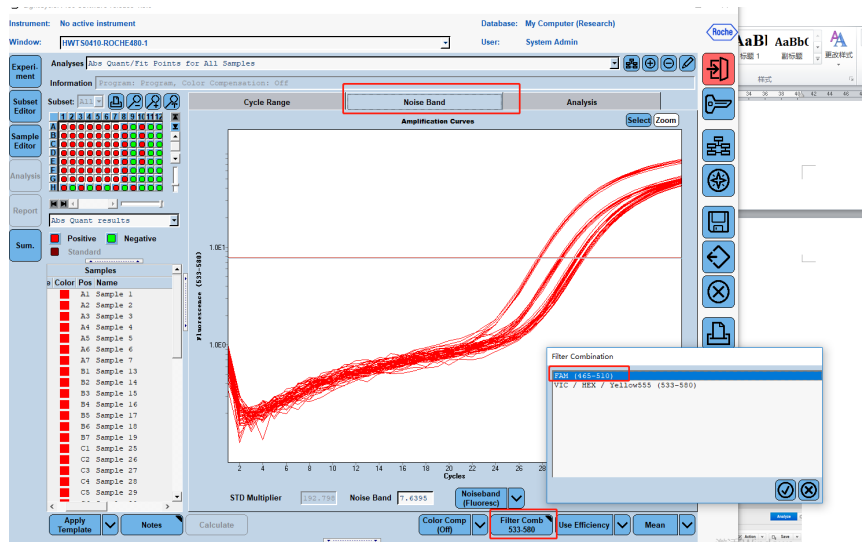 Instrument: No active instrument
Database: My Computer (Research)
Window: HWTS0410-ROCHE480-1
User: System Admin
Roche
Experi-
ment
Analyses Abs Quant/Fit Points for All Samples
Information Program: Program, Color Compensation: Off
Subset
Editor
Subset: All
Cycle Range
Noise Band
Analysis
Sample
Editor
1 2 3 4 5 6 7 8 9 10 11 12
A
B
C
D
E
F
G
H
Analysis
Report
Sum.
Abs Quant results
Positive Negative
Standard
Samples
Color Pos Name
A1 Sample 1
A2 Sample 2
A3 Sample 3
A4 Sample 4
A5 Sample 5
A6 Sample 6
A7 Sample 7
B1 Sample 13
B2 Sample 14
B3 Sample 15
B4 Sample 16
B5 Sample 17
B6 Sample 18
B7 Sample 19
C1 Sample 25
C2 Sample 26
C3 Sample 27
C4 Sample 28
C5 Sample 29
Amplification Curves
Select Zoom
Fluorescence (533-580)
1.0E1
1.0E0
2 4 6 8 10 12 14 16 18 20 22 24 26 28
Cycles
STD Multiplier 192.798 Noise Band 7.6395 Noiseband
(Fluoresc)
Apply
Template
Notes
Calculate
Color Comp
(Off)
Filter Comb
533-580
Use Efficiency
Mean
Filter Combination
FAM (465-510)
VIC / HEX / Yellow555 (533-580)
AaBl AaBbC
标题 1 副标题 更改样式
样式
34 36 38 40 42 44 46
Analyze